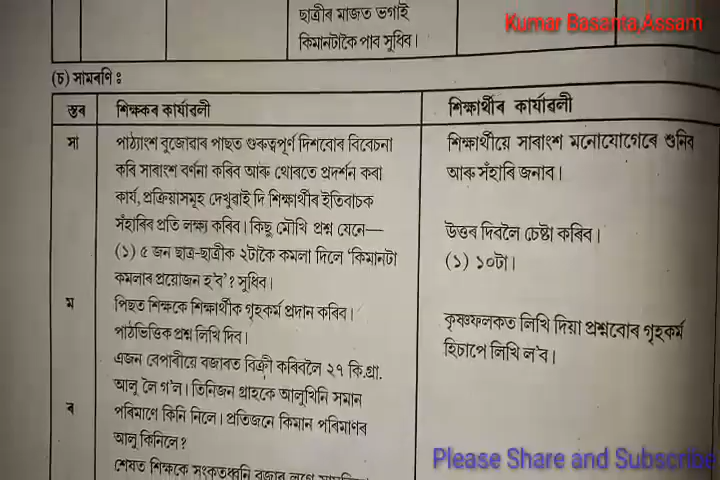 ছাত্ৰীৰ মাজত ভগাই
কিমানটাকৈ পাব সুধিব।
Kumar Basanta,Assam
(চ) সামৰণি ঃ
স্তৰ শিক্ষকৰ কাৰ্যাৱলী শিক্ষাৰ্থীৰ কাৰ্যাৱলী
সা পাঠ্যাংশ বুজোৱাৰ পাছত গুৰুত্বপূৰ্ণ দিশবোৰ বিবেচনা
কৰি সাৰাংশ বৰ্ণনা কৰিব আৰু থোৰতে প্ৰদৰ্শন কৰা
কাৰ্য, প্ৰক্ৰিয়াসমূহ দেখুৱাই দি শিক্ষাৰ্থীৰ ইতিবাচক
সঁহাৰিৰ প্ৰতি লক্ষ্য কৰিব। কিছু মৌখি প্ৰশ্ন যেনে—
(১) ৫ জন ছাত্ৰ-ছাত্ৰীক ২টাকৈ কমলা দিলে 'কিমানটা
কমলাৰ প্ৰয়োজন হ'ব'? সুধিব।
ম পিছত শিক্ষকে শিক্ষাৰ্থীক গৃহকৰ্ম প্ৰদান কৰিব।
পাঠভিত্তিক প্ৰশ্ন লিখি দিব।
এজন বেপাৰীয়ে বজাৰত বিক্ৰী কৰিবলৈ ২৭ কি.গ্ৰা.
আলু লৈ গ'ল। তিনিজন গ্ৰাহকে আলুখিনি সমান
ৰ পৰিমাণে কিনি নিলে। প্ৰতিজনে কিমান পৰিমাণৰ
আলু কিনিলে?
শেষত শিক্ষকে
শিক্ষাৰ্থীয়ে সাৰাংশ মনোযোগেৰে শুনিব
আৰু সঁহাৰি জনাব।
উত্তৰ দিবলৈ চেষ্টা কৰিব।
(১) ১০টা।
কৃষ্ণফলকত লিখি দিয়া প্ৰশ্নবোৰ গৃহকৰ্ম
হিচাপে লিখি ল'ব।
Please Share and Subscribe